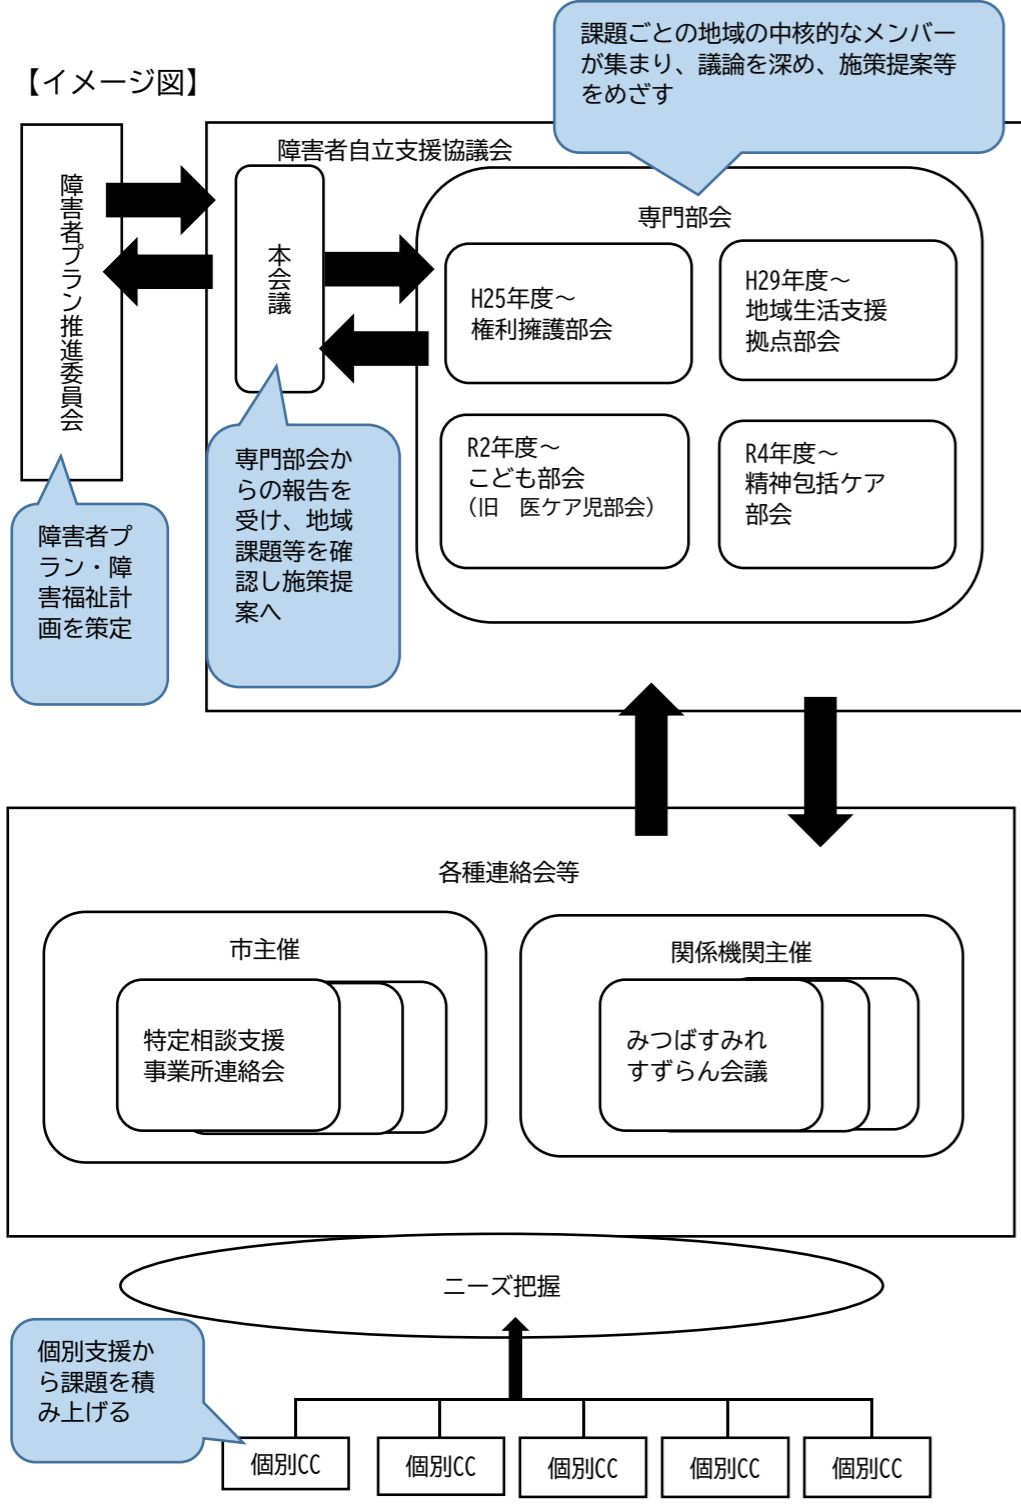 課題ごとの地域の中核的なメンバー
が集まり、議論を深め、施策提案等
をめざす
【イメージ図】
障害者自立支援協議会
障害者プラン推進委員会
本会議
専門部会
H25年度～
権利擁護部会
H29年度～
地域生活支援
拠点部会
R2年度～
こども部会
（旧　医ケア児部会）
R4年度～
精神包括ケア
部会
専門部会か
らの報告を
受け、地域
課題等を確
認し施策提
案へ
障害者プ
ラン・障
害福祉計
画を策定
各種連絡会等
市主催
特定相談支援
事業所連絡会
関係機関主催
みつばすみれ
すずらん会議
ニーズ把握
個別支援か
ら課題を積
み上げる
個別CC
個別CC
個別CC
個別CC
個別CC